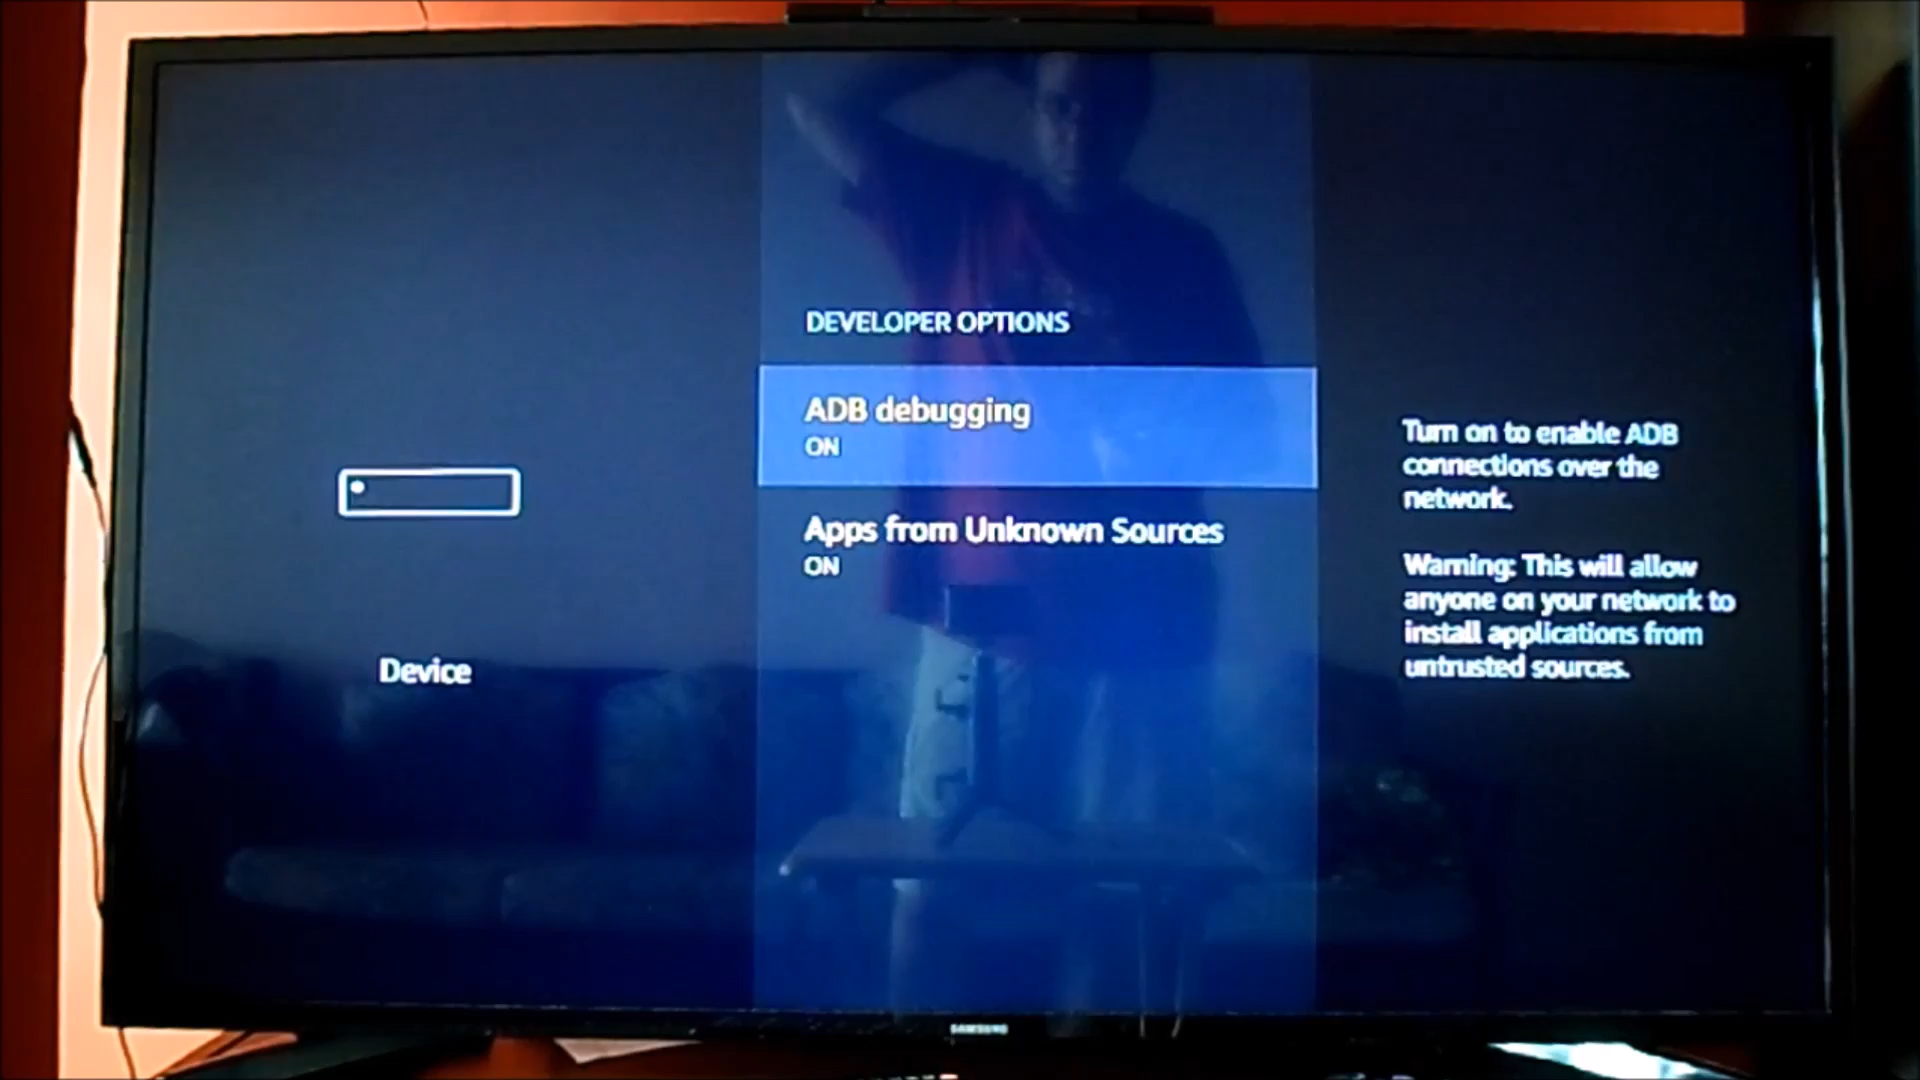 DEVELOPER OPTIONS
ADB debugging
ON
Apps from Unknown Sources
ON
Device
Turn on to enable ADB
connections over the
network.
Warning: This will allow
anyone on your network to
install applications from
untrusted sources.
SAMSUNG